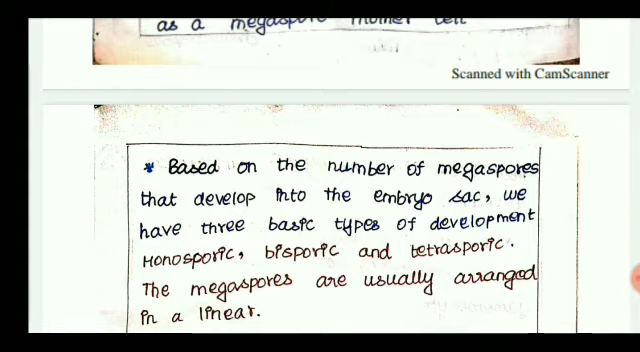 as a megaspore mother cell
Scanned with CamScanner
* Based on the number of megaspores
that develop into the embryo sac, we
have three basic types of development
Monosporic, bisporic and tetrasporic.
The megaspores are usually arranged
in a linear.